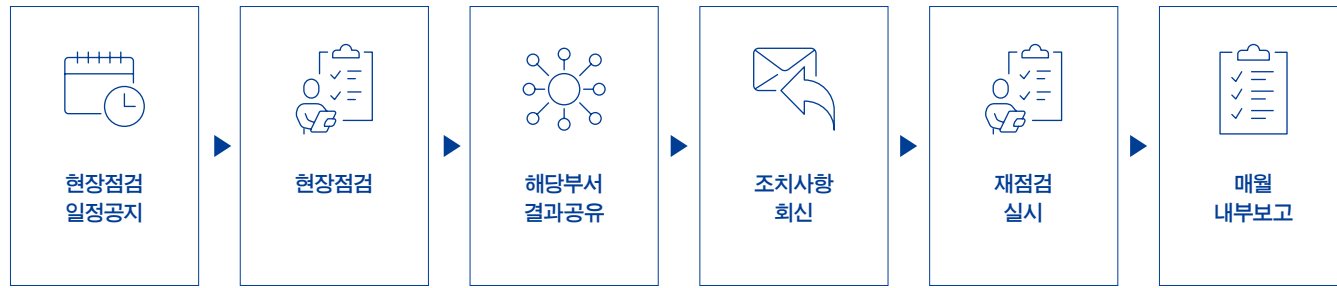 현장점검
일정공지
현장점검
해당부서
결과공유
조치사항
회신
재점검
실시
매월
내부보고